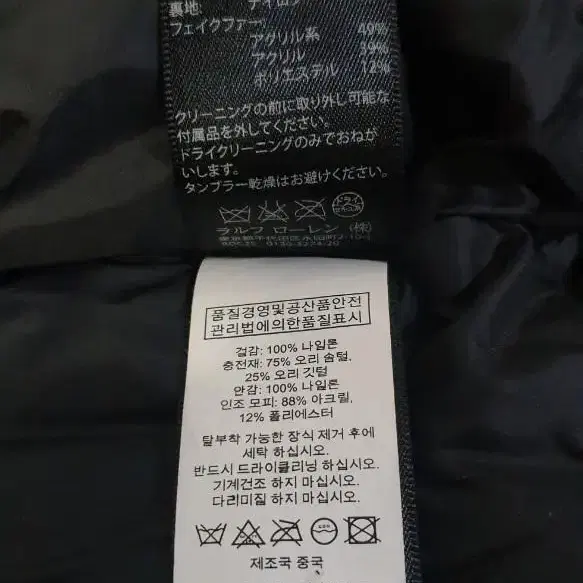 裏地: ナイロン
フェイクファー:
アクリル系 49%
アクリル 39%
ポリエステル 12%
クリーニングの前に取り外し可能な
付属品を外してください。
ドライクリーニングのみでおねが
いします。
タンブラー乾燥はお避けください。
ドライ
ラルフ ローレン (株)
품질경영및공산품안전
관리법에의한품질표시
겉감: 100% 나일론
충전재: 75% 오리 솜털,
25% 오리 깃털
안감: 100% 나일론
인조 모피: 88% 아크릴,
12% 폴리에스터
탈부착 가능한 장식 제거 후에
세탁 하십시오.
반드시 드라이클리닝 하십시오.
기계건조 하지 마십시오.
다리미질 하지 마십시오.
제조국 중국